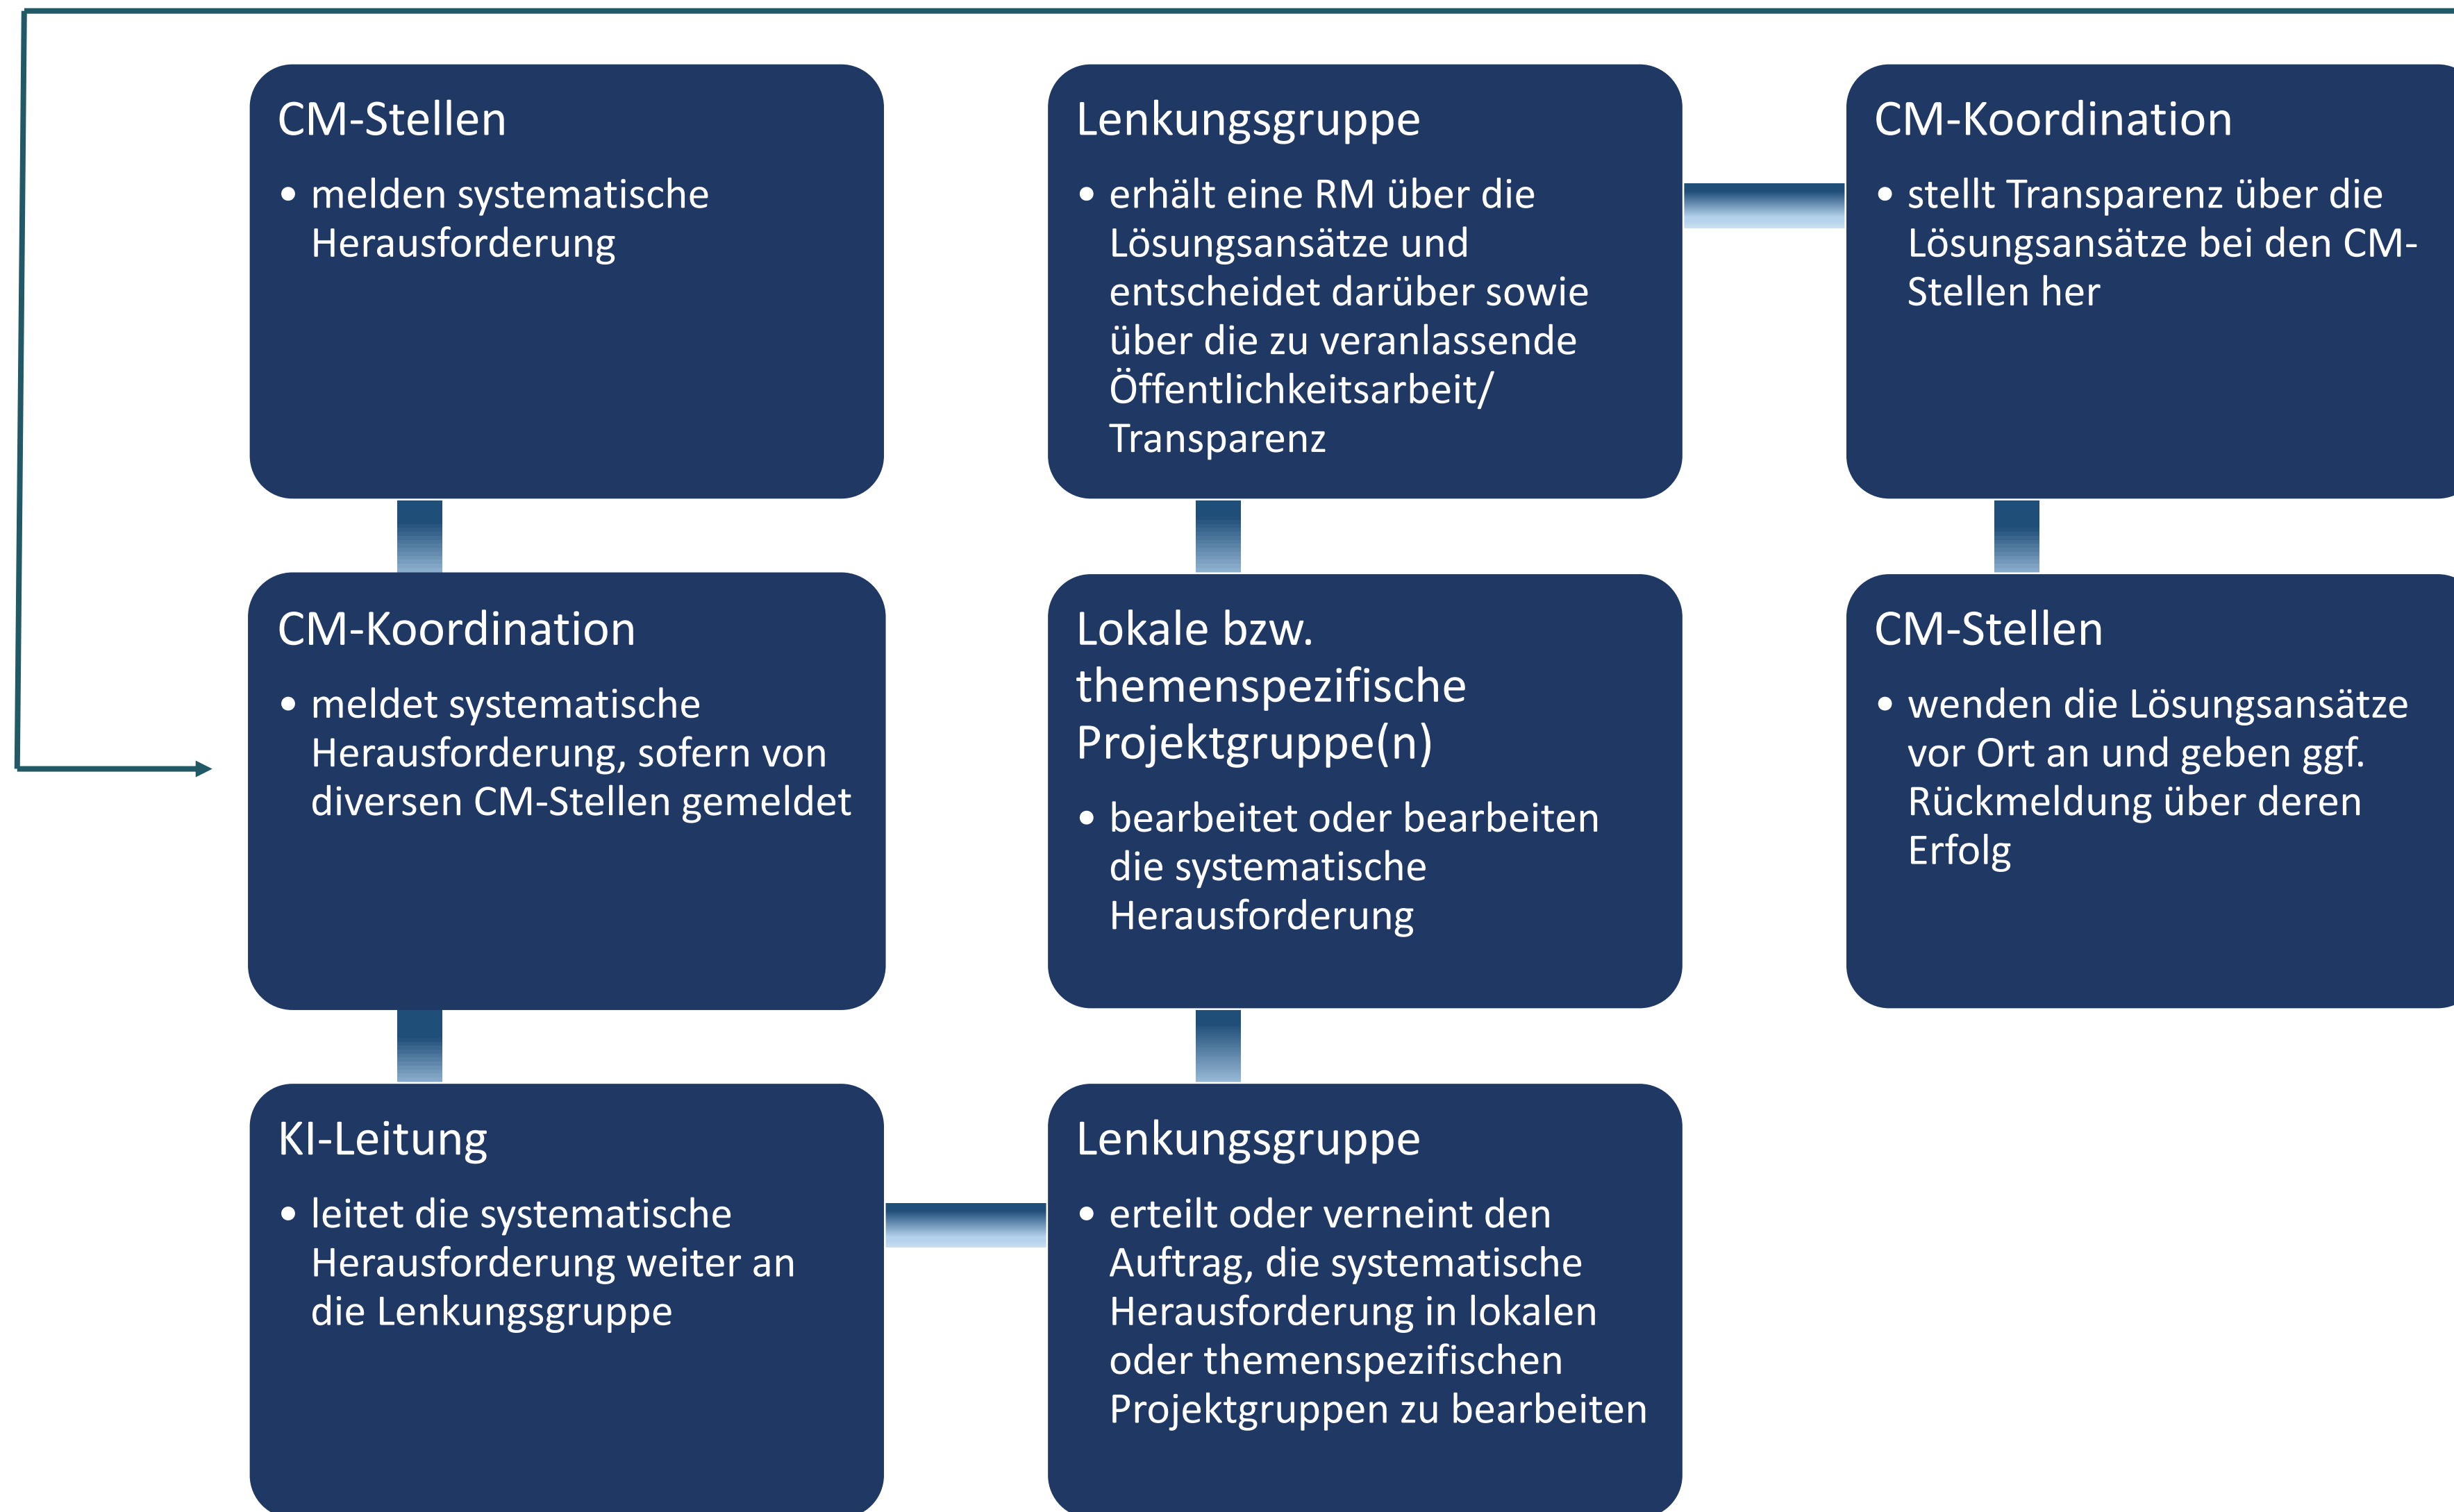 CM-Stellen
• melden systematische
Herausforderung
CM-Koordination
• meldet systematische
Herausforderung, sofern von
diversen CM-Stellen gemeldet
KI-Leitung
• leitet die systematische
Herausforderung weiter an
die Lenkungsgruppe
Lenkungsgruppe
• erteilt oder verneint den
Auftrag, die systematische
Herausforderung in lokalen
oder themenspezifischen
Projektgruppen zu bearbeiten
Lokale bzw.
themenspezifische
Projektgruppe(n)
• bearbeitet oder bearbeiten
die systematische
Herausforderung
Lenkungsgruppe
• erhält eine RM über die
Lösungsansätze und
entscheidet darüber sowie
über die zu veranlassende
Öffentlichkeitsarbeit/
Transparenz
CM-Koordination
• stellt Transparenz über die
Lösungsansätze bei den CM-
Stellen her
CM-Stellen
• wenden die Lösungsansätze
vor Ort an und geben ggf.
Rückmeldung über deren
Erfolg